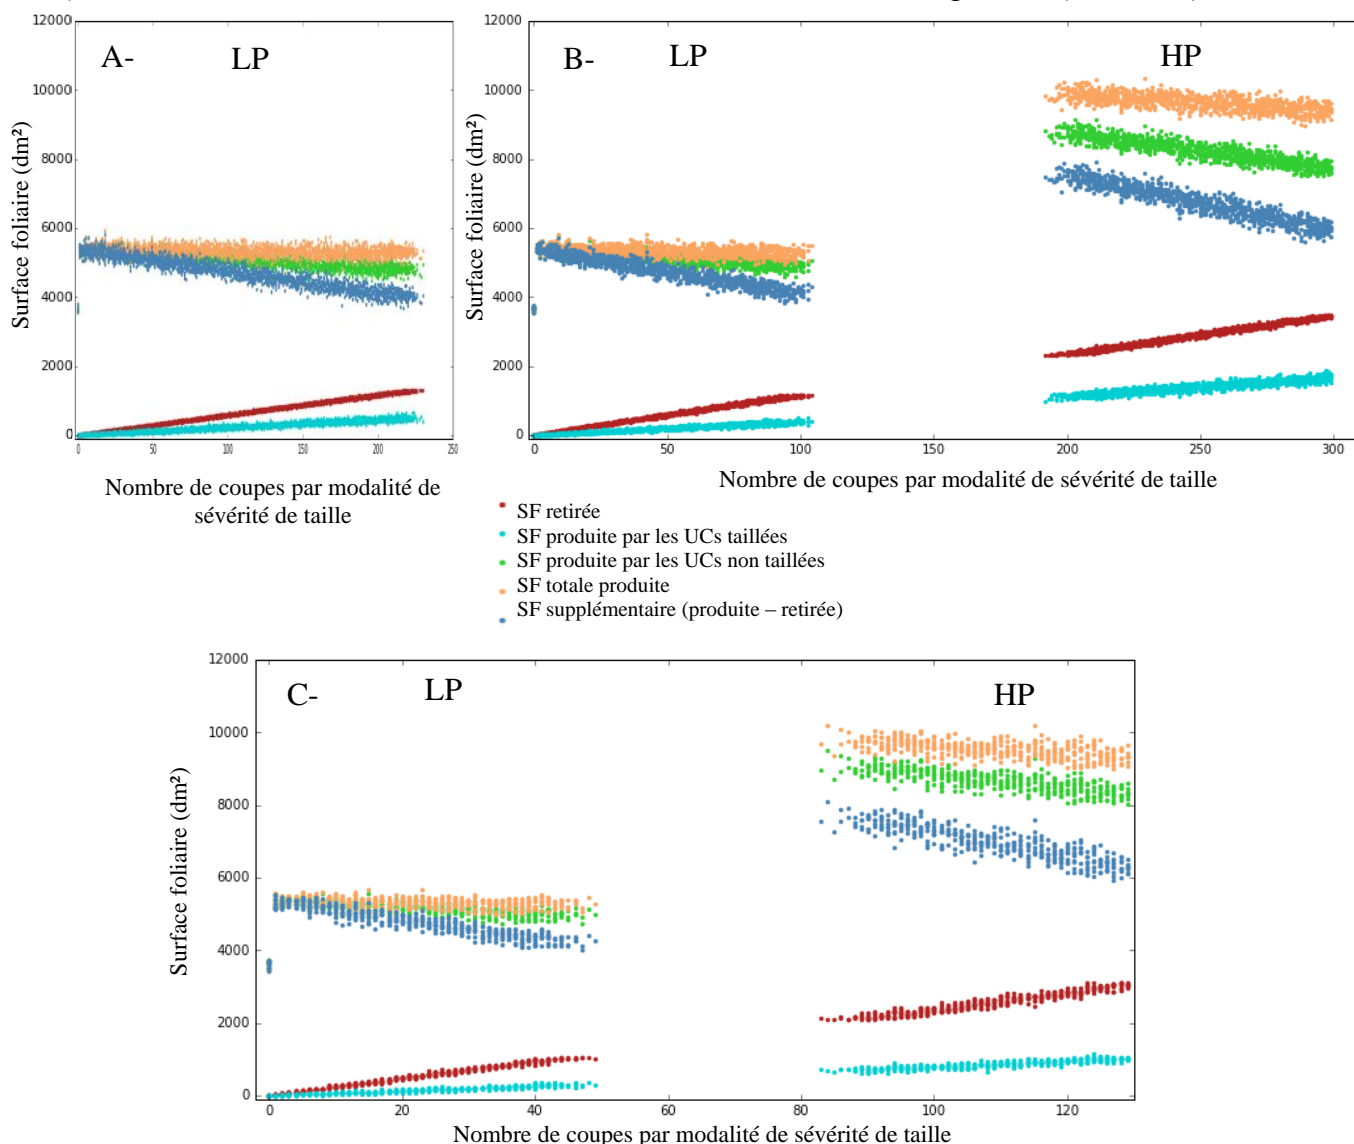 A- LP
B- LP HP
12000
10000
8000
6000
4000
2000
0
Surface foliaire (dm²)
0 50 100 150 200 250
Nombre de coupes par modalité de
sévérité de taille
12000
10000
8000
6000
4000
2000
0
Surface foliaire (dm²)
0 50 100 150 200 250 300
Nombre de coupes par modalité de sévérité de taille
SF retirée
SF produite par les UCs taillées
SF produite par les UCs non taillées
SF totale produite
SF supplémentaire (produite – retirée)
C- LP HP
12000
10000
8000
6000
4000
2000
0
Surface foliaire (dm²)
0 20 40 60 80 100 120
Nombre de coupes par modalité de sévérité de taille